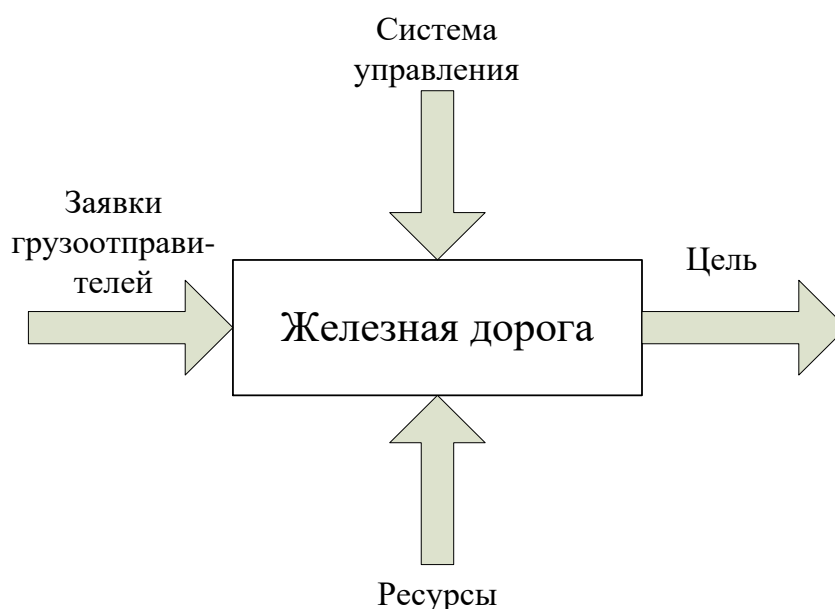 Система
управления
Заявки
грузоотправи-
телей
Цель
Железная дорога
Ресурсы